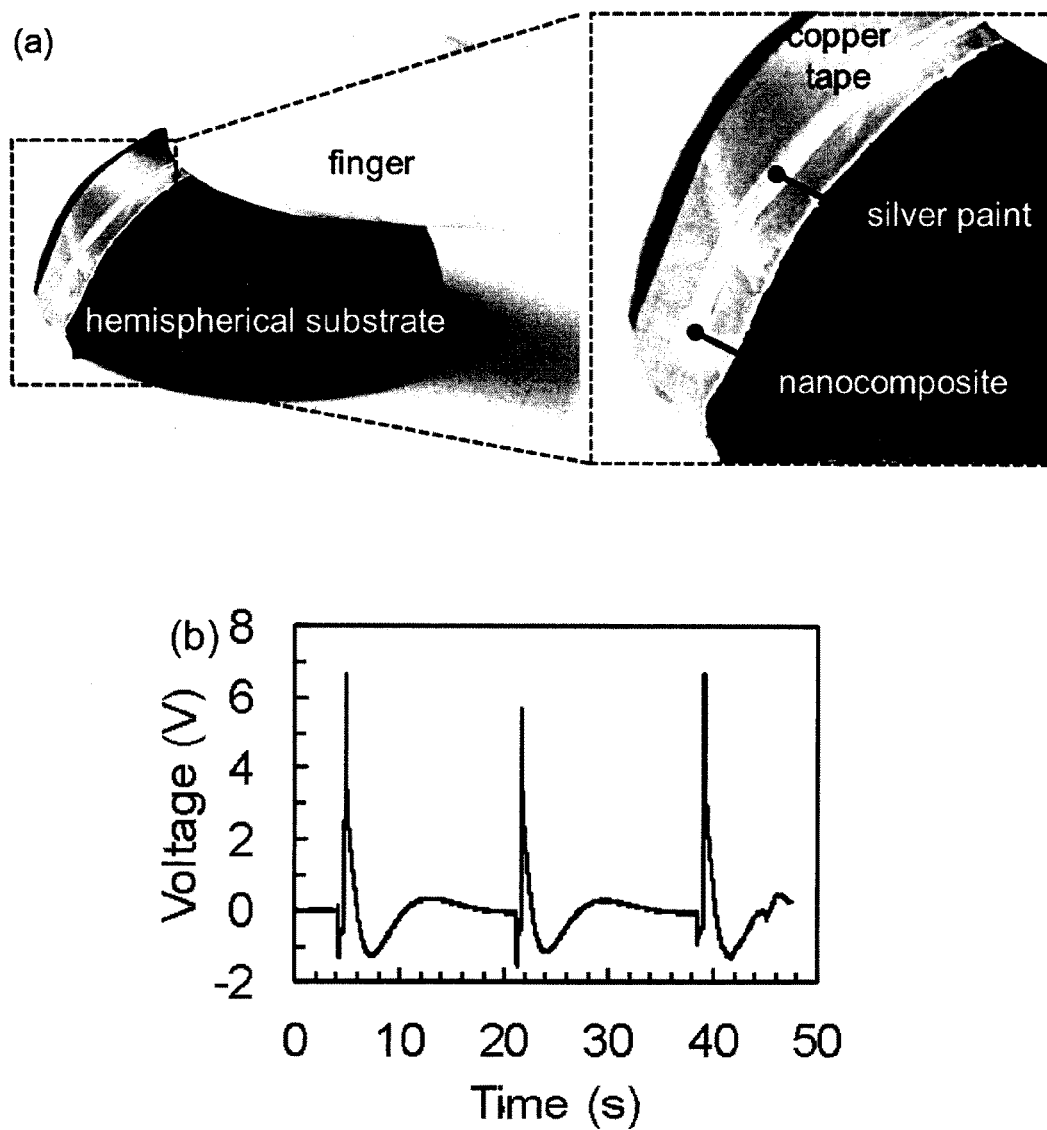 (a)
copper
tape
finger
silver paint
hemispherical substrate
nanocomposite
(b)
8
6
4
2
0
-2
Voltage (V)
0 10 20 30 40 50
Time (s)